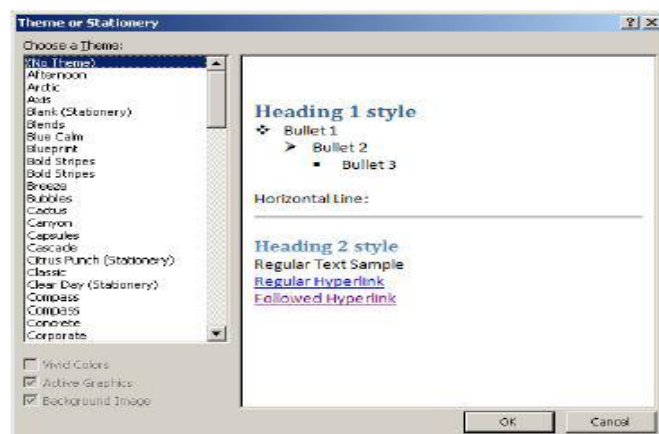 Theme or Stationery
Choose a Theme:
(No Theme)
Afternoon
Arctic
Axis
Blank (Stationery)
Blends
Blue Calm
Blueprint
Bold Stripes
Bold Stripes
Breeze
Bubbles
Cactus
Canyon
Capsules
Cascade
Citrus Punch (Stationery)
Classic
Clear Day (Stationery)
Compass
Compass
Concrete
Corporate
Vivid Colors
Active Graphics
Background Image
Heading 1 style
Bullet 1
Bullet 2
Bullet 3
Horizontal Line:
Heading 2 style
Regular Text Sample
Regular Hyperlink
Followed Hyperlink
OK
Cancel